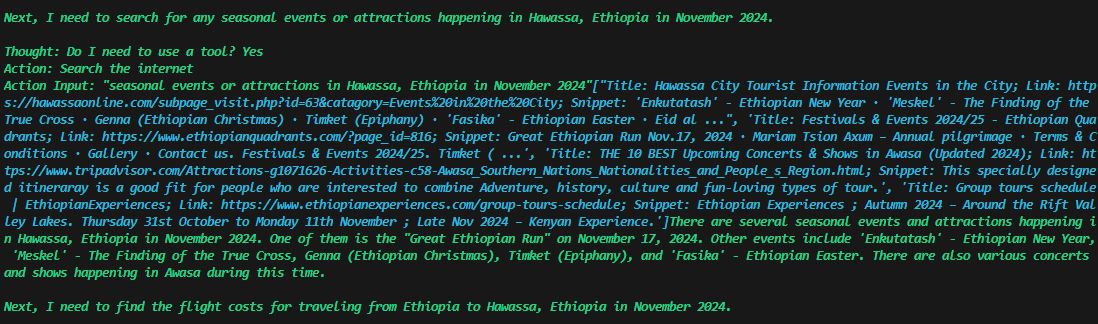 Next, I need to search for any seasonal events or attractions happening in Hawassa, Ethiopia in November 2024.
Thought: Do I need to use a tool? Yes
Action: Search the internet
Action Input: "seasonal events or attractions in Hawassa, Ethiopia in November 2024"["Title: Hawassa City Tourist Information Events in the City; Link: http
s://hawassaonline.com/subpage_visit.php?id=63&catagory=Events%20in%20the%20City; Snippet: 'Enkutatash' - Ethiopian New Year · 'Meskel' - The Finding of the
True Cross · Genna (Ethiopian Christmas) · Timket (Epiphany) · 'Fasika' - Ethiopian Easter · Eid al ...", 'Title: Festivals & Events 2024/25 - Ethiopian Qua
drants; Link: https://www.ethiopianquadrants.com/?page_id=816; Snippet: Great Ethiopian Run Nov.17, 2024 · Mariam Tsion Axum – Annual pilgrimage · Terms & C
onditions · Gallery · Contact us. Festivals & Events 2024/25. Timket ( ...', 'Title: THE 10 BEST Upcoming Concerts & Shows in Awasa (Updated 2024); Link: ht
tps://www.tripadvisor.com/Attractions-g1071626-Activities-c58-Awasa_Southern_Nations_Nationalities_and_People_s_Region.html; Snippet: This specially designe
d itineraray is a good fit for people who are interested to combine Adventure, history, culture and fun-loving types of tour.', 'Title: Group tours schedule
| EthiopianExperiences; Link: https://www.ethiopianexperiences.com/group-tours-schedule; Snippet: Ethiopian Experiences ; Autumn 2024 – Around the Rift Val
ley Lakes. Thursday 31st October to Monday 11th November ; Late Nov 2024 – Kenyan Experience.']There are several seasonal events and attractions happening i
n Hawassa, Ethiopia in November 2024. One of them is the "Great Ethiopian Run" on November 17, 2024. Other events include 'Enkutatash' - Ethiopian New Year,
'Meskel' - The Finding of the True Cross, Genna (Ethiopian Christmas), Timket (Epiphany), and 'Fasika' - Ethiopian Easter. There are also various concerts
and shows happening in Awasa during this time.
Next, I need to find the flight costs for traveling from Ethiopia to Hawassa, Ethiopia in November 2024.